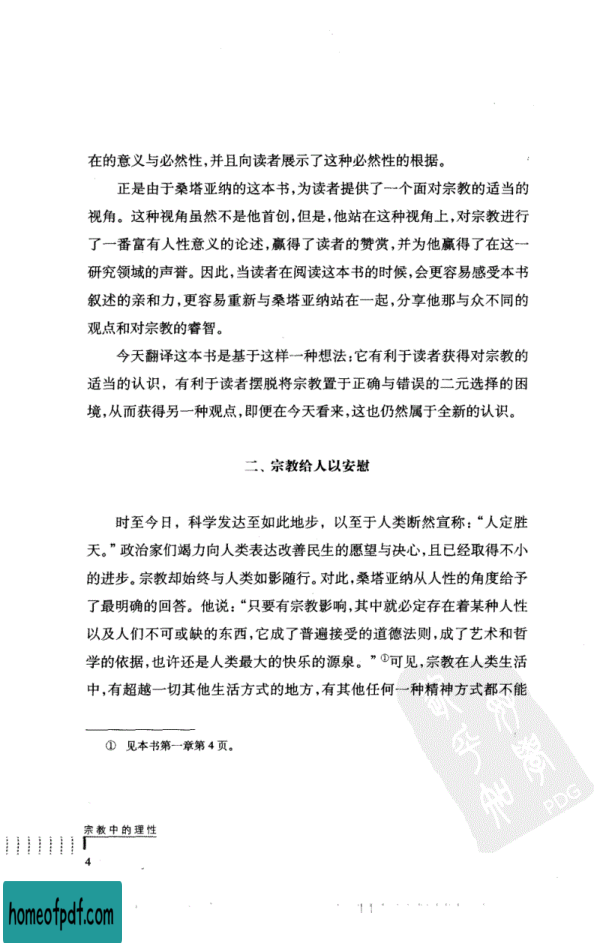 在的意义与必然性,并且向读者展示了这种必然性的根据。
正是由于桑塔亚纳的这本书,为读者提供了一个面对宗教的适当的
视角。这种视角虽然不是他首创,但是,他站在这种视角上,对宗教进行
了一番富有人性意义的论述,赢得了读者的赞赏,并为他赢得了在这一
研究领域的声誉。因此,当读者在阅读这本书的时候,会更容易感受本书
叙述的亲和力,更容易重新与桑塔亚纳站在一起,分享他那与众不同的
观点和对宗教的睿智。
今天翻译这本书是基于这样一种想法:它有利于读者获得对宗教的
适当的认识,有利于读者摆脱将宗教置于正确与错误的二元选择的困
境,从而获得另一种观点,即便在今天看来,这也仍然属于全新的认识。
二、宗教给人以安慰
时至今日,科学发达至如此地步,以至于人类断然宣称:“人定胜
天。”政治家们竭力向人类表达改善民生的愿望与决心,且已经取得不小
的进步。宗教却始终与人类如影随行。对此,桑塔亚纳从人性的角度给予
了最明确的回答。他说:“只要有宗教影响,其中就必定存在着某种人性
以及人们不可或缺的东西,它成了普遍接受的道德法则,成了艺术和哲
学的依据,也许还是人类最大的快乐的源泉。”①可见,宗教在人类生活
中,有超越一切其他生活方式的地方,有其他任何一种精神方式都不能
① 见本书第一章第4页。
PDG
宗教中的理性
4
homeofpdf.com